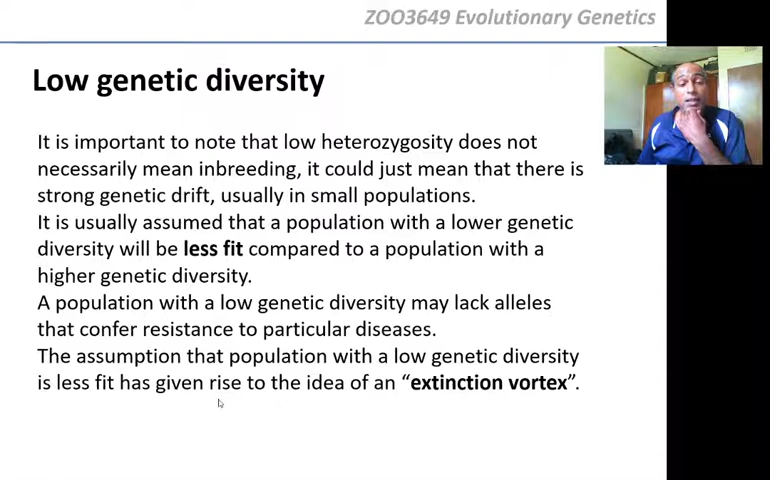 ZOO3649 Evolutionary Genetics
Low genetic diversity
It is important to note that low heterozygosity does not
necessarily mean inbreeding, it could just mean that there is
strong genetic drift, usually in small populations.
It is usually assumed that a population with a lower genetic
diversity will be less fit compared to a population with a
higher genetic diversity.
A population with a low genetic diversity may lack alleles
that confer resistance to particular diseases.
The assumption that population with a low genetic diversity
is less fit has given rise to the idea of an “extinction vortex”.